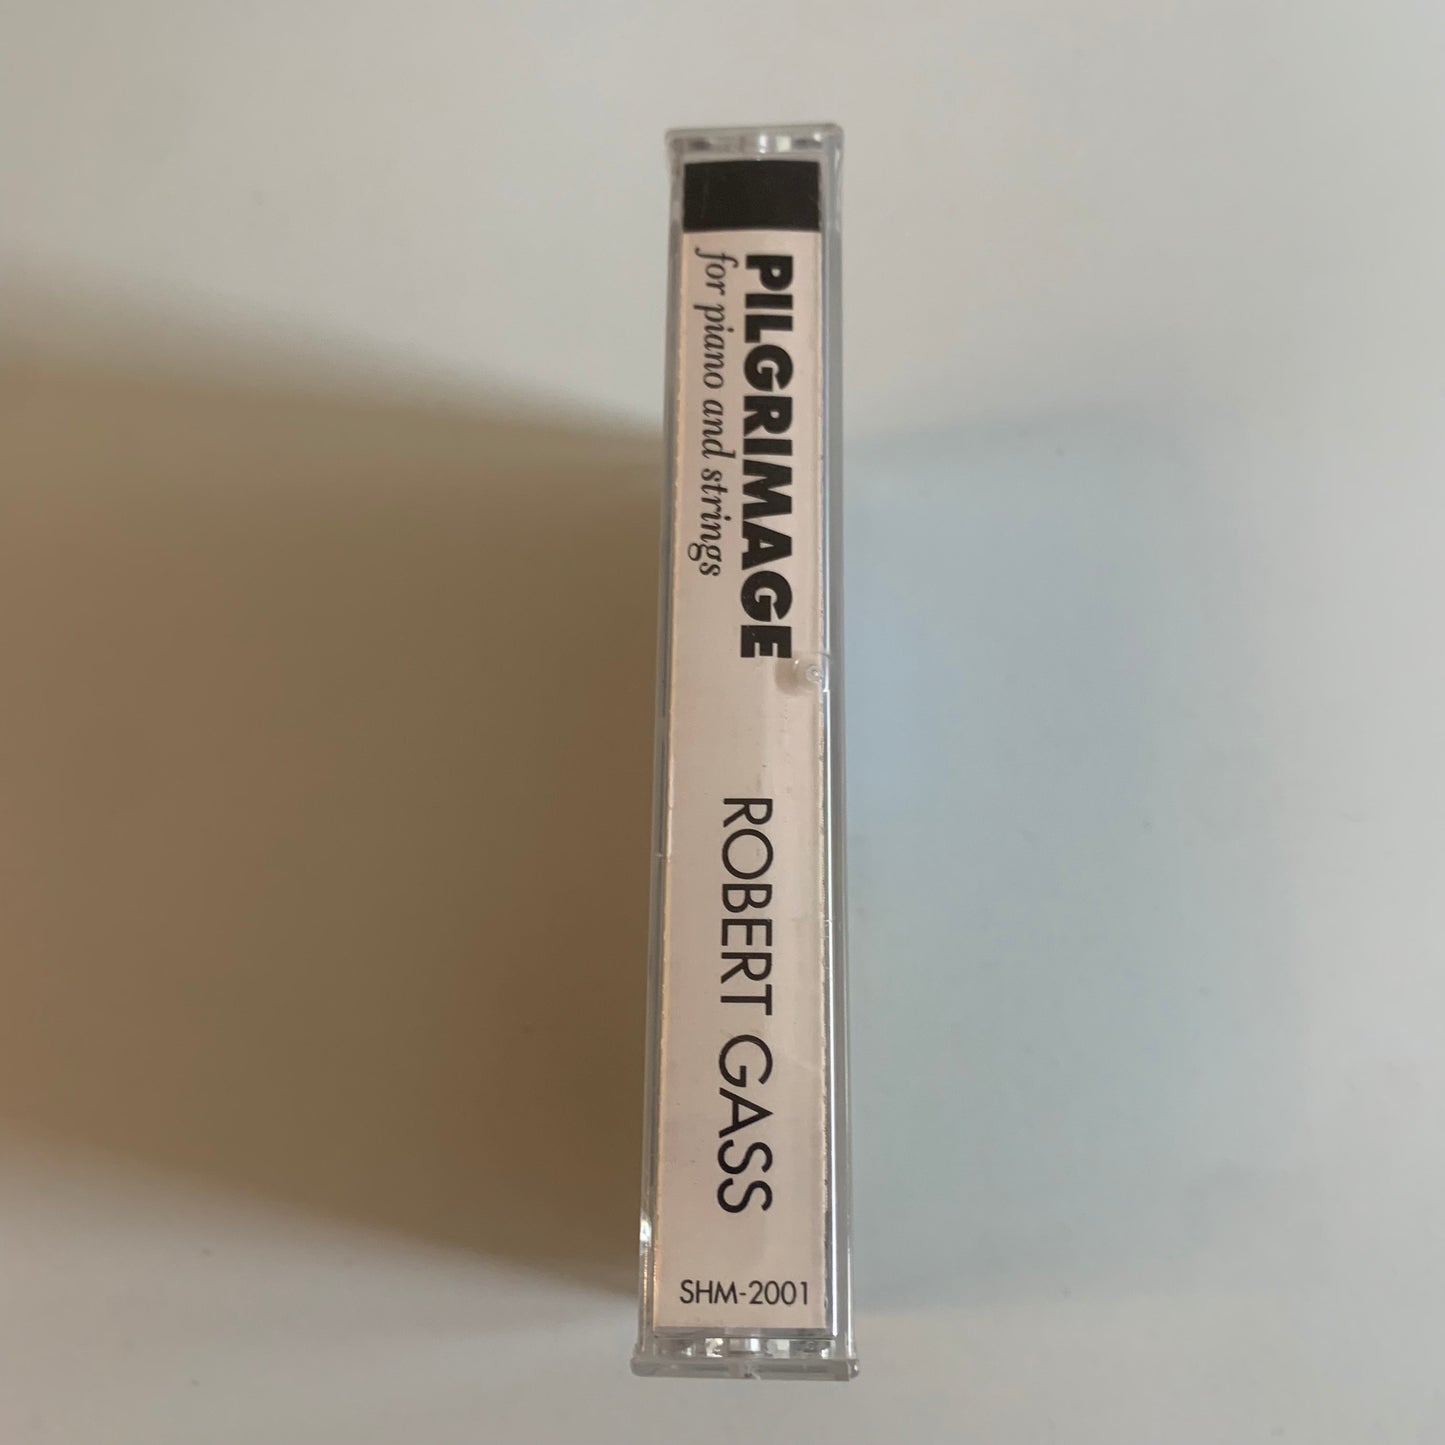 PILGRIMAGE
for piano and strings
ROBERT GASS
SHM-2001